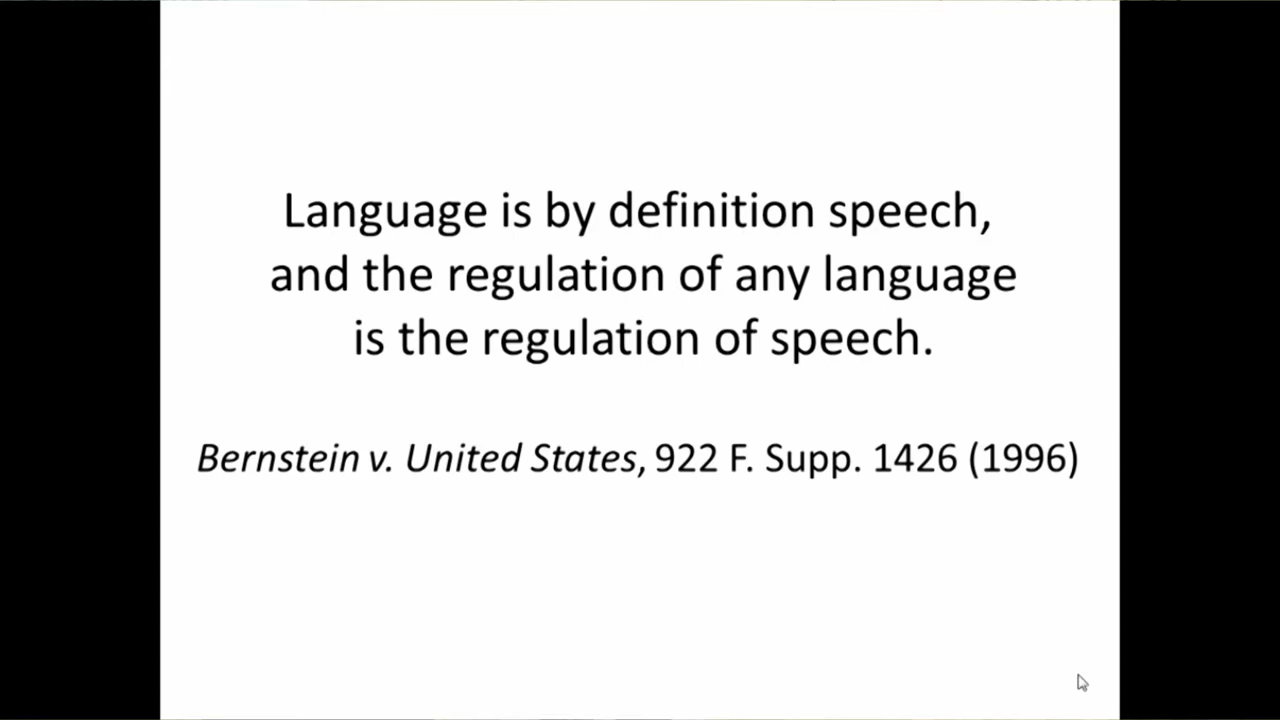 Language is by definition speech,
and the regulation of any language
is the regulation of speech.
Bernstein v. United States, 922 F. Supp. 1426 (1996)